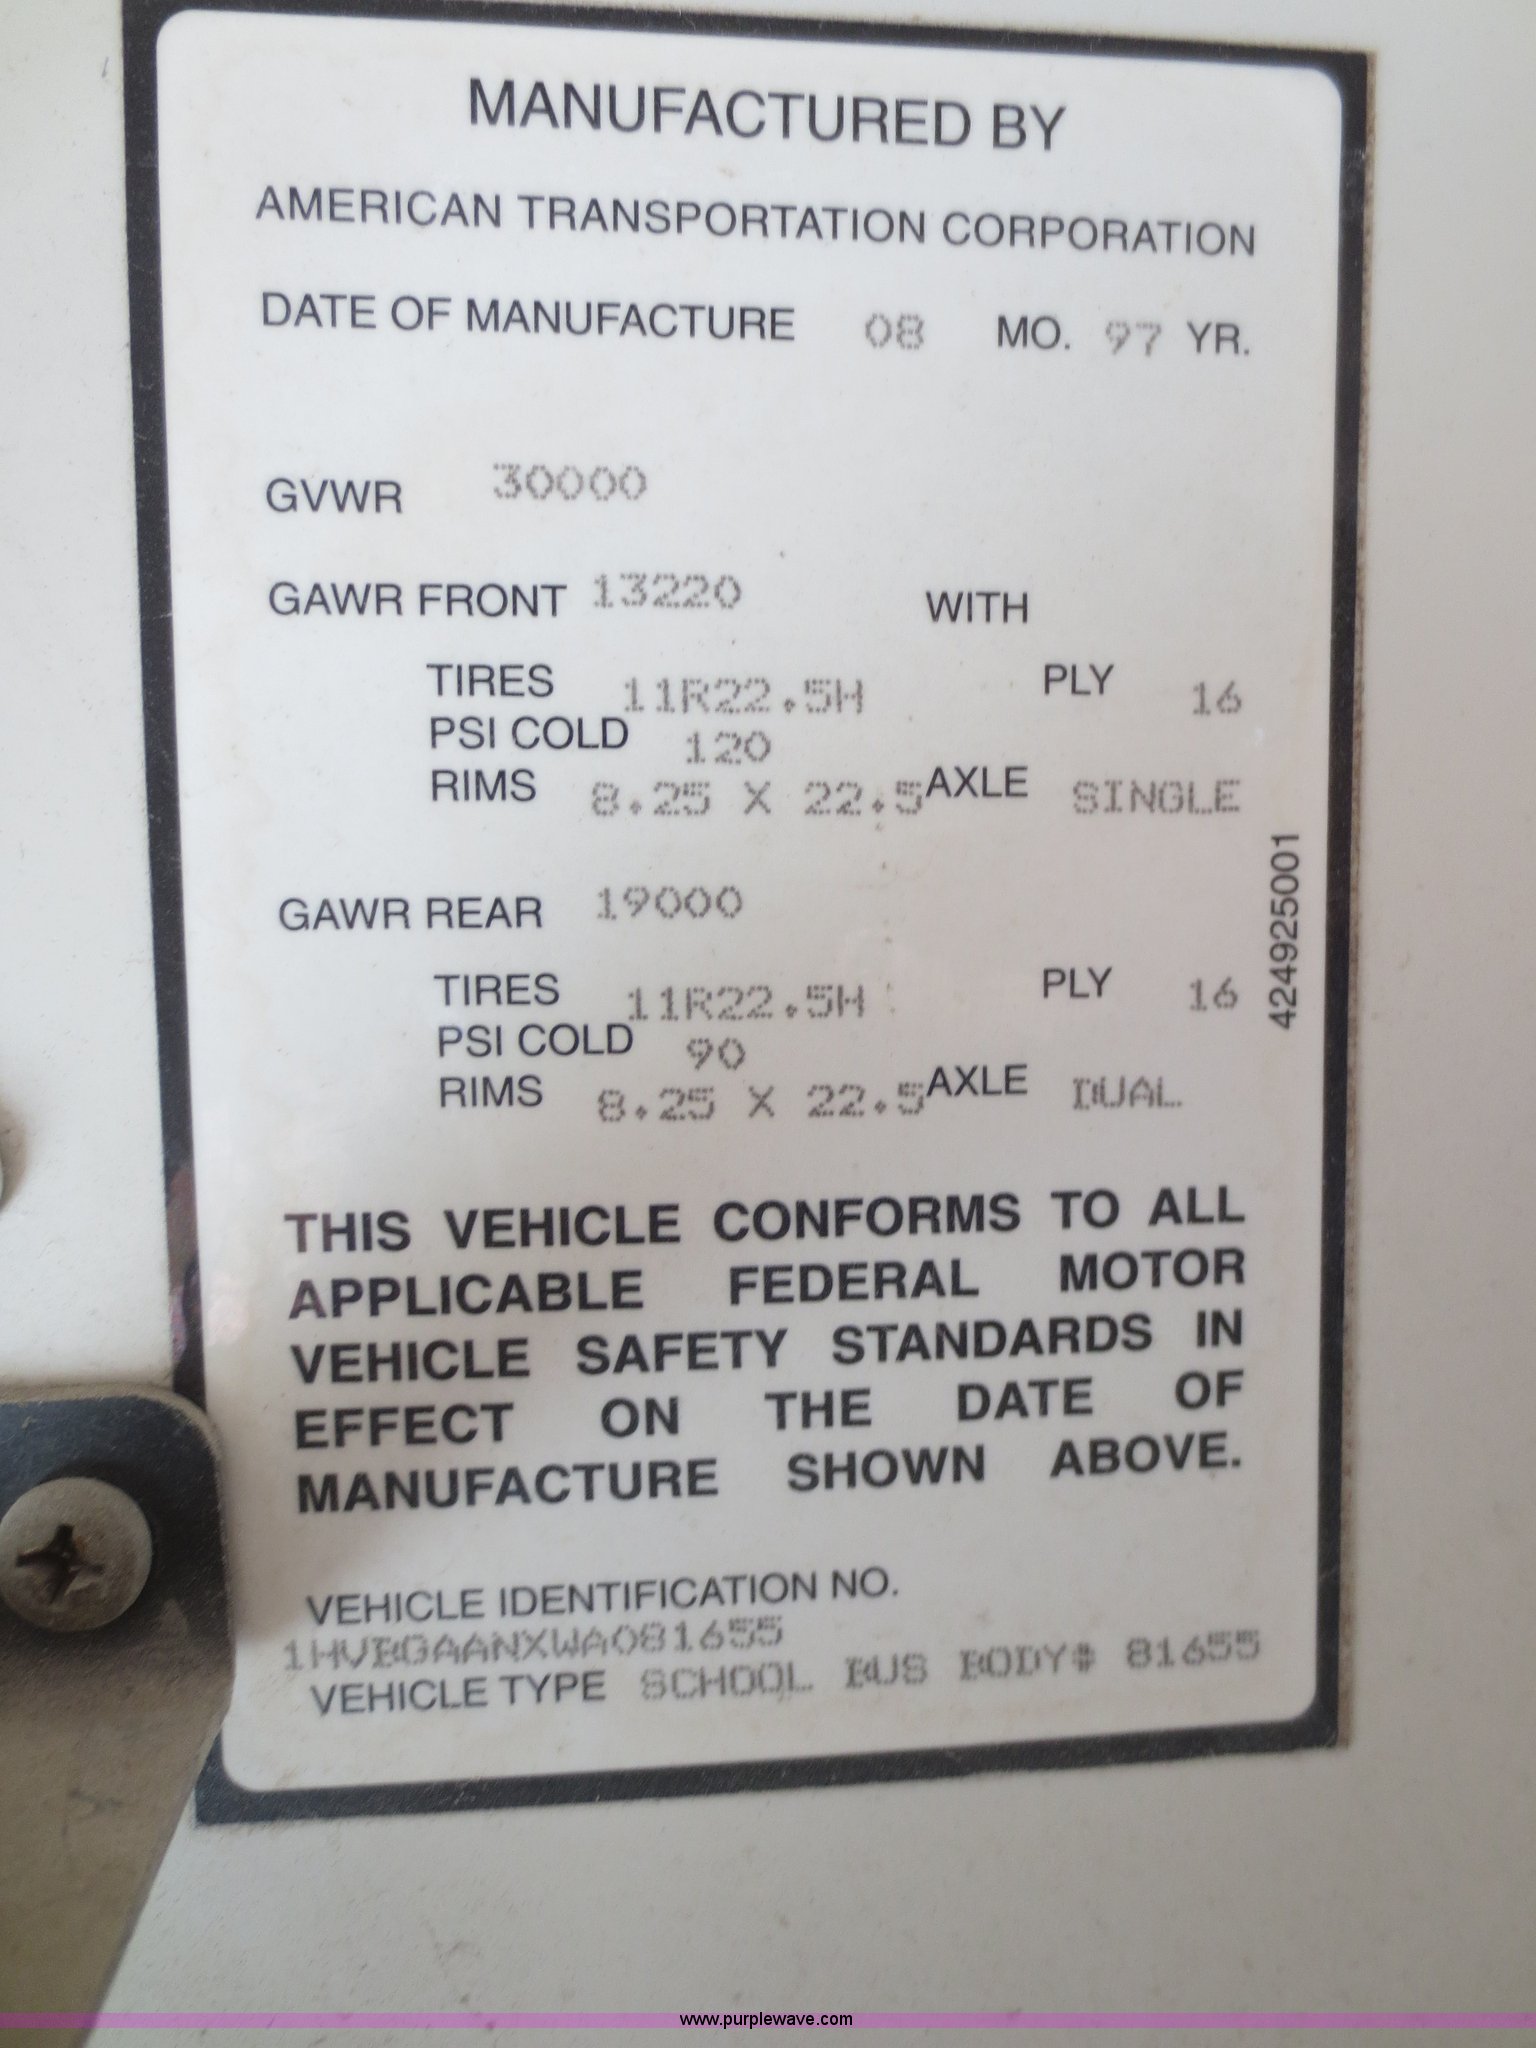 MANUFACTURED BY
AMERICAN TRANSPORTATION CORPORATION
DATE OF MANUFACTURE 08 MO. 97 YR.
GVWR 30000
GAWR FRONT 13220 WITH
TIRES 11R22.5H PLY 16
PSI COLD 120
RIMS 8.25 X 22.5 AXLE SINGLE
GAWR REAR 19000
TIRES 11R22.5H PLY 16
PSI COLD 90
RIMS 8.25 X 22.5 AXLE DUAL
424925001
THIS VEHICLE CONFORMS TO ALL
APPLICABLE FEDERAL MOTOR
VEHICLE SAFETY STANDARDS IN
EFFECT ON THE DATE OF
MANUFACTURE SHOWN ABOVE.
VEHICLE IDENTIFICATION NO.
1HVBGAANXWA081655
VEHICLE TYPE SCHOOL BUS BODY# 81655
www.purplewave.com